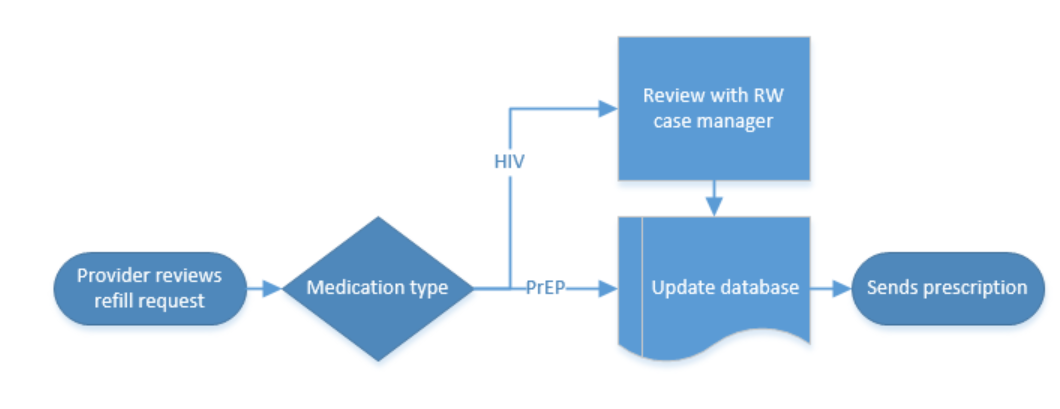 Provider reviews
refill request
Medication type
HIV
Review with RW
case manager
PrEP
Update database
Sends prescription